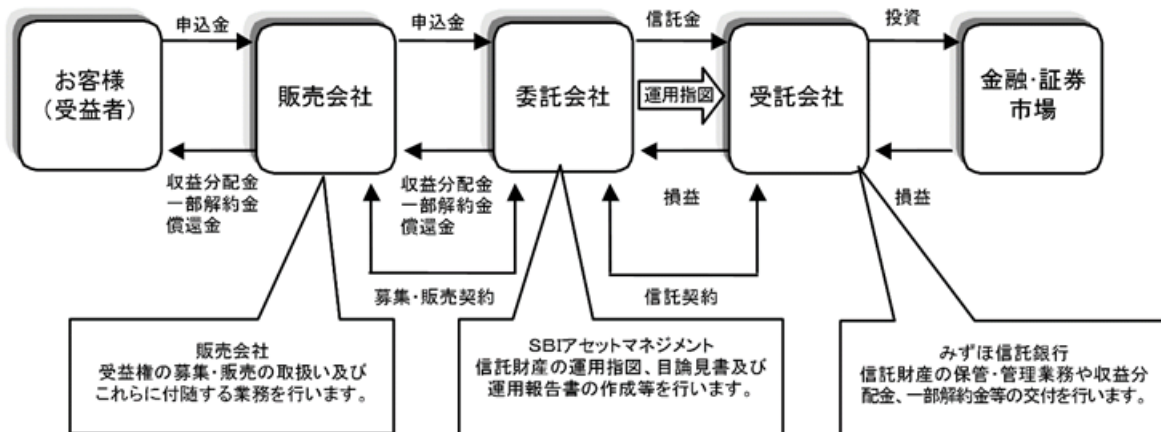 申込金
申込金
信託金
投資
お客様
(受益者)
販売会社
委託会社
運用指図
受託会社
金融・証券
市場
収益分配金
一部解約金
償還金
収益分配金
一部解約金
償還金
損益
損益
募集・販売契約
信託契約
販売会社
受益権の募集・販売の取扱い及び
これらに付随する業務を行います。
SBIアセットマネジメント
信託財産の運用指図、目論見書及び
運用報告書の作成等を行います。
みずほ信託銀行
信託財産の保管・管理業務や収益分
配金、一部解約金等の交付を行います。